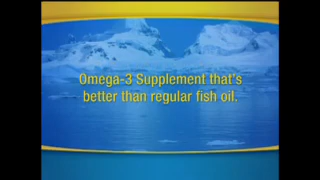 Omega-3 Supplement that's
better than regular fish oil.